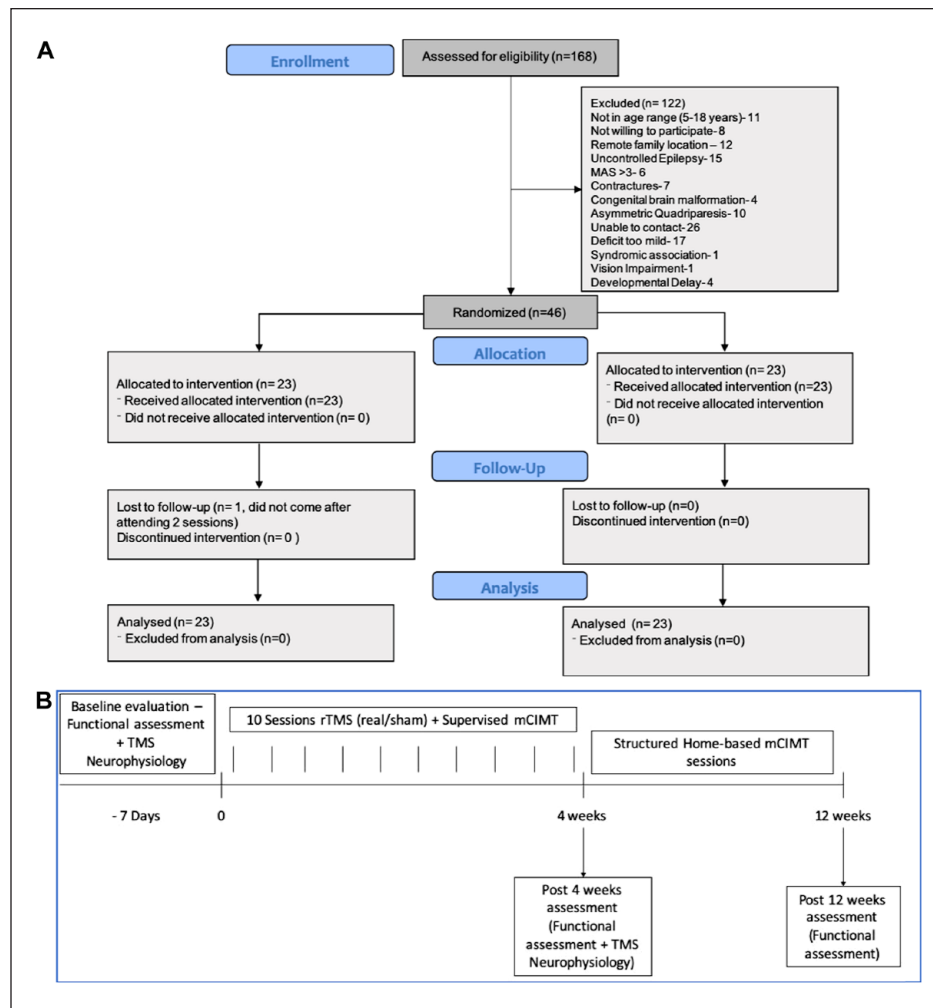 A
Enrollment
Assessed for eligibility (n=168)
Excluded (n= 122)
Not in age range (5-18 years)- 11
Not willing to participate- 8
Remote family location – 12
Uncontrolled Epilepsy- 15
MAS >3- 6
Contractures- 7
Congenital brain malformation- 4
Asymmetric Quadriparesis- 10
Unable to contact- 26
Deficit too mild- 17
Syndromic association- 1
Vision Impairment-1
Developmental Delay- 4
Randomized (n=46)
Allocation
Allocated to intervention (n= 23)
- Received allocated intervention (n=23)
- Did not receive allocated intervention (n= 0)
Allocated to intervention (n= 23)
- Received allocated intervention (n=23)
- Did not receive allocated intervention
(n= 0)
Follow-Up
Lost to follow-up (n= 1, did not come after
attending 2 sessions)
Discontinued intervention (n= 0 )
Lost to follow-up (n=0)
Discontinued intervention (n=0)
Analysis
Analysed (n= 23)
- Excluded from analysis (n=0)
Analysed (n= 23)
- Excluded from analysis (n=0)
B
Baseline evaluation –
Functional assessment
+ TMS
Neurophysiology
10 Sessions rTMS (real/sham) + Supervised mCIMT
Structured Home-based mCIMT
sessions
- 7 Days
0
4 weeks
12 weeks
Post 4 weeks
assessment
(Functional
assessment + TMS
Neurophysiology)
Post 12 weeks
assessment
(Functional
assessment)